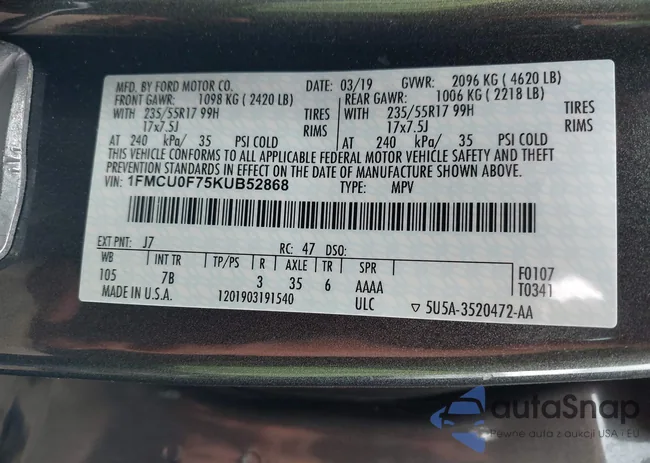 MFD. BY FORD MOTOR CO. DATE: 03/19 GVWR: 2096 KG ( 4620 LB)
FRONT GAWR: 1098 KG ( 2420 LB) REAR GAWR: 1006 KG ( 2218 LB)
WITH 235/55R17 99H TIRES WITH 235/55R17 99H TIRES
17x7.5J RIMS 17x7.5J RIMS
AT 240 kPa/ 35 PSI COLD AT 240 kPa/ 35 PSI COLD
THIS VEHICLE CONFORMS TO ALL APPLICABLE FEDERAL MOTOR VEHICLE SAFETY AND THEFT
PREVENTION STANDARDS IN EFFECT ON THE DATE OF MANUFACTURE SHOWN ABOVE.
VIN: 1FMCU0F75KUB52868 TYPE: MPV
EXT PNT: J7 RC: 47 DSO:
WB INT TR TP/PS R AXLE TR SPR F0107
105 7B 3 35 6 AAAA T0341
MADE IN U.S.A. 1201903191540 ULC ▽ 5U5A-3520472-AA
autaSnap
Pewne auta z aukcji USA i EU